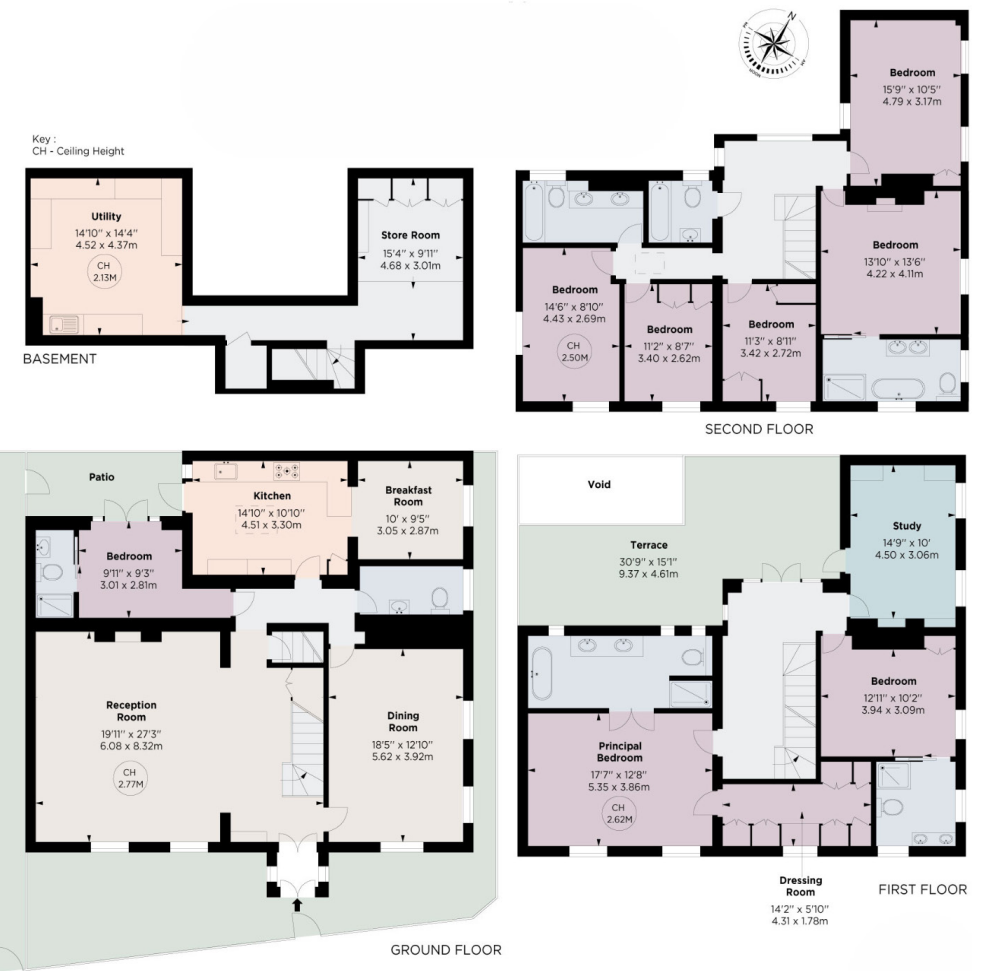 Key :
CH - Ceiling Height
Utility
14'10'' x 14'4''
4.52 x 4.37m
CH
2.13M
Store Room
15'4'' x 9'11''
4.68 x 3.01m
BASEMENT
N
Bedroom
15'9'' x 10'5''
4.79 x 3.17m
Bedroom
13'10'' x 13'6''
4.22 x 4.11m
Bedroom
14'6'' x 8'10''
4.43 x 2.69m
CH
2.50M
Bedroom
11'2'' x 8'7''
3.40 x 2.62m
Bedroom
11'3'' x 8'11''
3.42 x 2.72m
SECOND FLOOR
Patio
Kitchen
14'10'' x 10'10''
4.51 x 3.30m
Breakfast
Room
10' x 9'5''
3.05 x 2.87m
Bedroom
9'11'' x 9'3''
3.01 x 2.81m
Reception
Room
19'11'' x 27'3''
6.08 x 8.32m
CH
2.77M
Dining
Room
18'5'' x 12'10''
5.62 x 3.92m
GROUND FLOOR
Void
Terrace
30'9'' x 15'1''
9.37 x 4.61m
Study
14'9'' x 10'
4.50 x 3.06m
Bedroom
12'11'' x 10'2''
3.94 x 3.09m
Principal
Bedroom
17'7'' x 12'8''
5.35 x 3.86m
CH
2.62M
Dressing
Room
14'2'' x 5'10''
4.31 x 1.78m
FIRST FLOOR